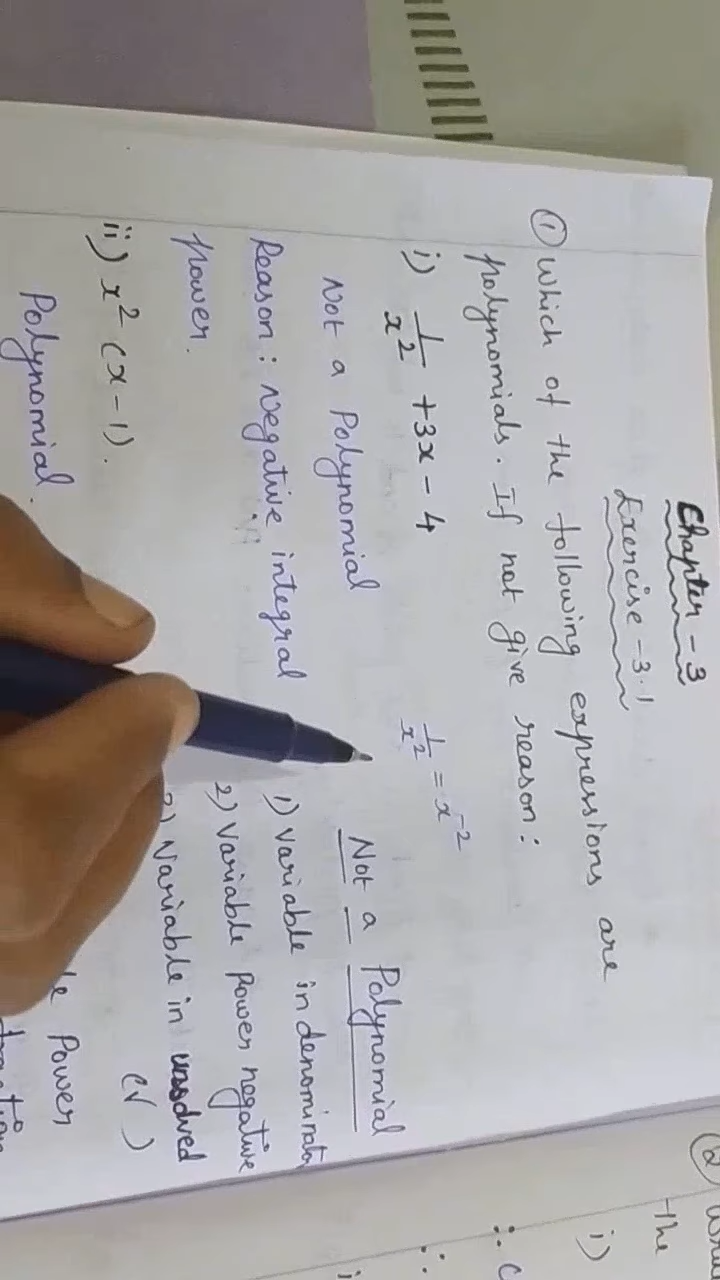 Chapter - 3
Exercise - 3.1
① Which of the following expressions are
polynomials. If not give reason:
i) 1/x² + 3x - 4
1/x² = x⁻²
Not a Polynomial
Reason: Negative integral
power.
ii) x² (x - 1).
Polynomial.
Not a Polynomial
1) Variable in denominator
2) Variable Power negative
3) Variable in unsolved
(√ )
Power
②
the
i)